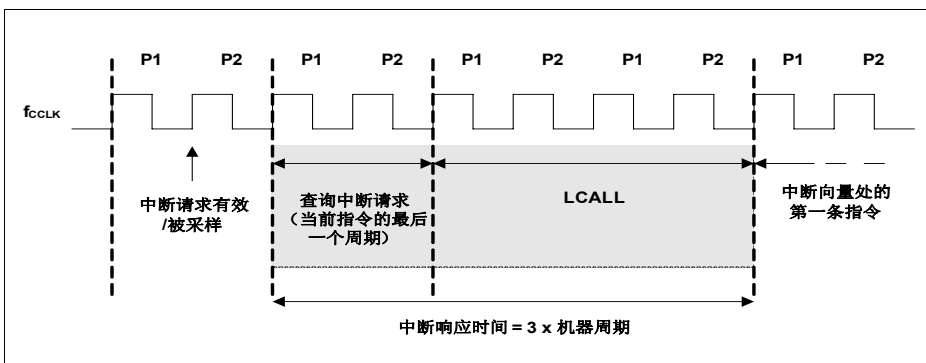 P1 P2 P1 P2 P1 P2 P1 P2 P1 P2
fCCLK
中断请求有效
/被采样
查询中断请求
（当前指令的最后
一个周期）
LCALL
中断向量处的
第一条指令
中断响应时间 = 3 x 机器周期